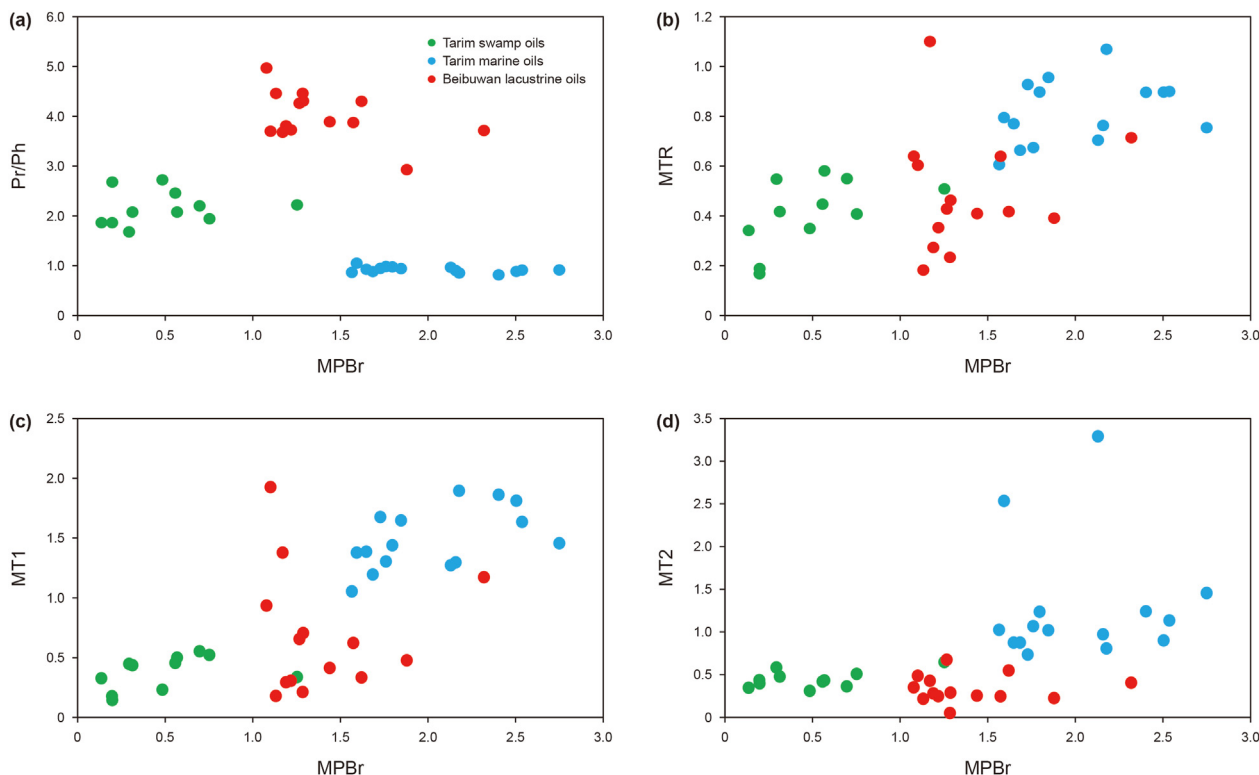 (a)
6.0
5.0
4.0
3.0
2.0
1.0
0
Pr/Ph
Tarim swamp oils
Tarim marine oils
Beibuwan lacustrine oils
0 0.5 1.0 1.5 2.0 2.5 3.0
MPBr
(b)
1.2
1.0
0.8
0.6
0.4
0.2
0
MTR
0 0.5 1.0 1.5 2.0 2.5 3.0
MPBr
(c)
2.5
2.0
1.5
1.0
0.5
0
MT1
0 0.5 1.0 1.5 2.0 2.5 3.0
MPBr
(d)
3.5
3.0
2.5
2.0
1.5
1.0
0.5
0
MT2
0 0.5 1.0 1.5 2.0 2.5 3.0
MPBr